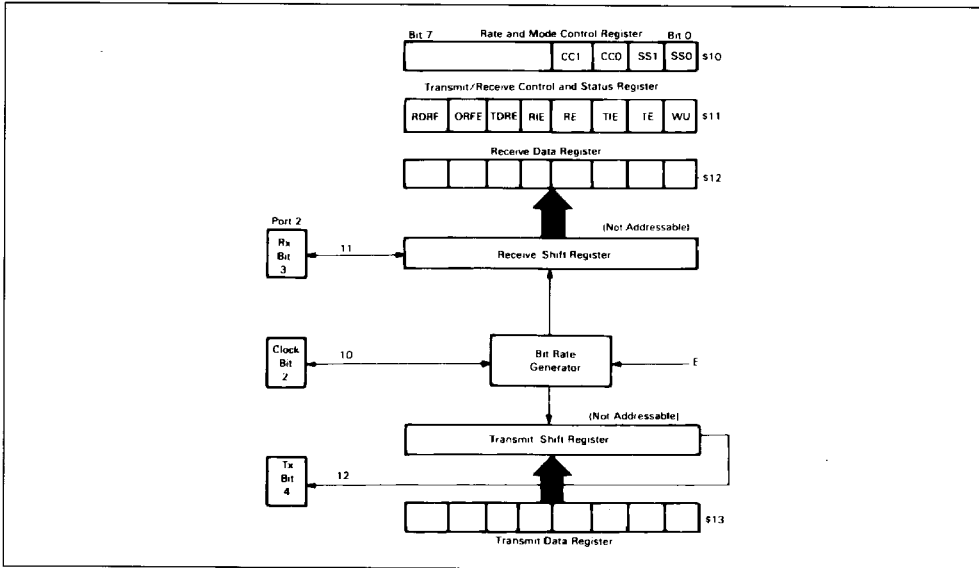 Bit 7 Rate and Mode Control Register Bit 0
CC1 CC0 SS1 SS0 $10
Transmit/Receive Control and Status Register
RDRF ORFE TDRE RIE RE TIE TE WU $11
Receive Data Register
$12
(Not Addressable)
Port 2
Rx
Bit
3
11
Receive Shift Register
Clock
Bit
2
10
Bit Rate
Generator
E
(Not Addressable)
Transmit Shift Register
Tx
Bit
4
12
$13
Transmit Data Register